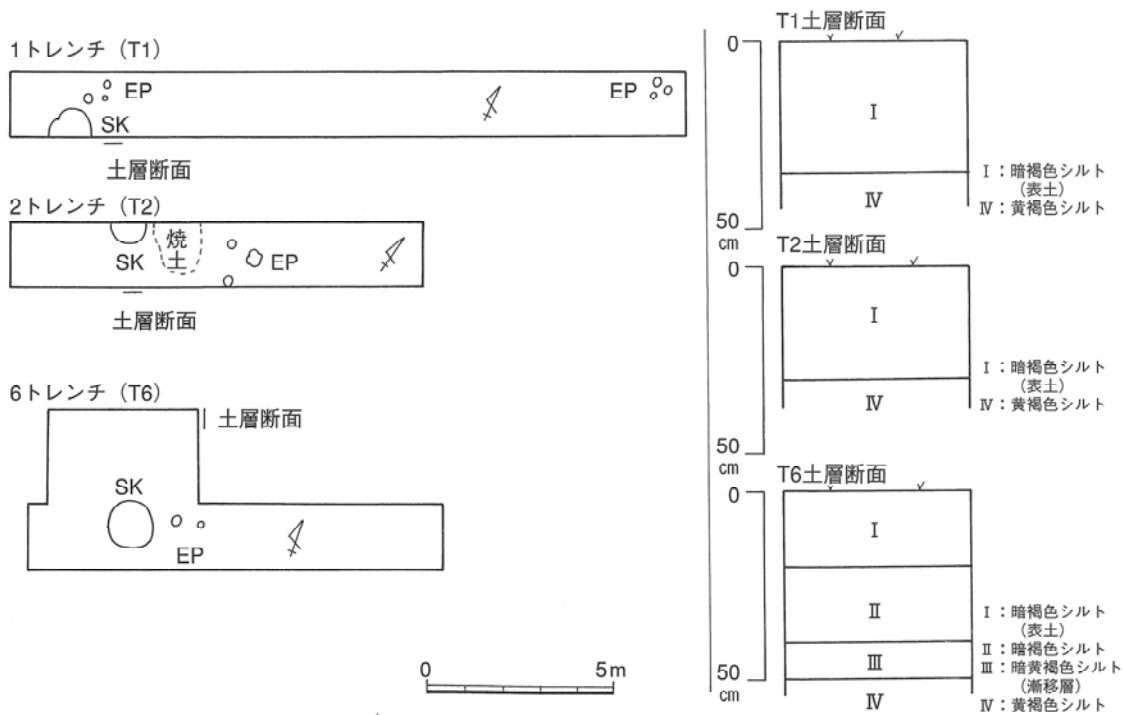 1トレンチ（T1）
EP
SK
EP
土層断面
2トレンチ（T2）
SK
焼土
EP
土層断面
6トレンチ（T6）
土層断面
SK
EP
0
5m
T1土層断面
0
Ⅰ
Ⅳ
50
cm
Ⅰ：暗褐色シルト
（表土）
Ⅳ：黄褐色シルト
T2土層断面
0
Ⅰ
Ⅳ
50
cm
Ⅰ：暗褐色シルト
（表土）
Ⅳ：黄褐色シルト
T6土層断面
0
Ⅰ
Ⅱ
Ⅲ
Ⅳ
50
cm
Ⅰ：暗褐色シルト
（表土）
Ⅱ：暗褐色シルト
Ⅲ：暗黄褐色シルト
（漸移層）
Ⅳ：黄褐色シルト